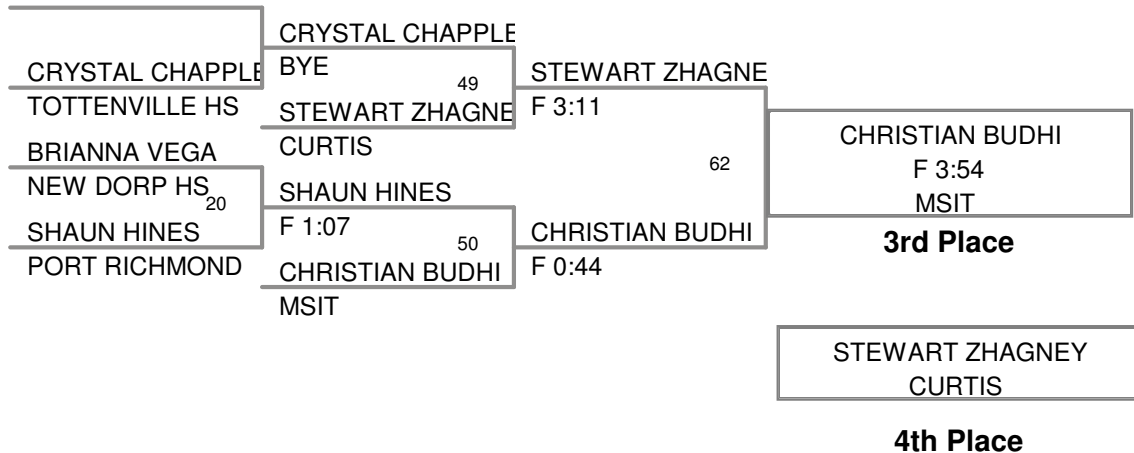 CRYSTAL CHAPPLE
TOTTENVILLE HS
BRIANNA VEGA
NEW DORP HS
20
SHAUN HINES
PORT RICHMOND
CRYSTAL CHAPPLE
BYE
49
STEWART ZHAGNE
CURTIS
SHAUN HINES
F 1:07
50
CHRISTIAN BUDHI
MSIT
STEWART ZHAGNE
F 3:11
62
CHRISTIAN BUDHI
F 0:44
CHRISTIAN BUDHI
F 3:54
MSIT
3rd Place
STEWART ZHAGNEY
CURTIS
4th Place